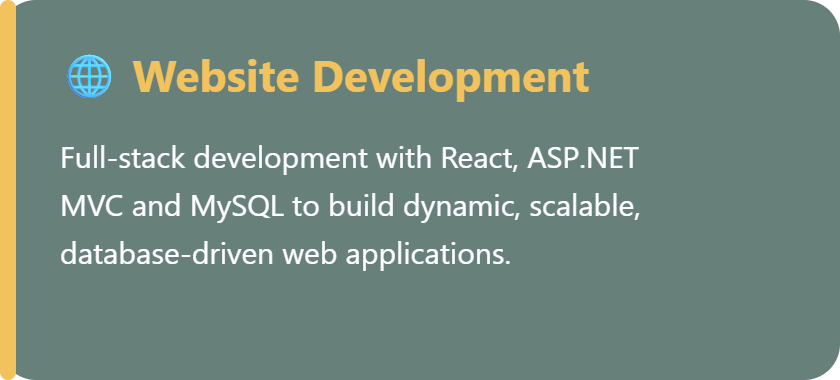 Website Development
Full-stack development with React, ASP.NET
MVC and MySQL to build dynamic, scalable,
database-driven web applications.